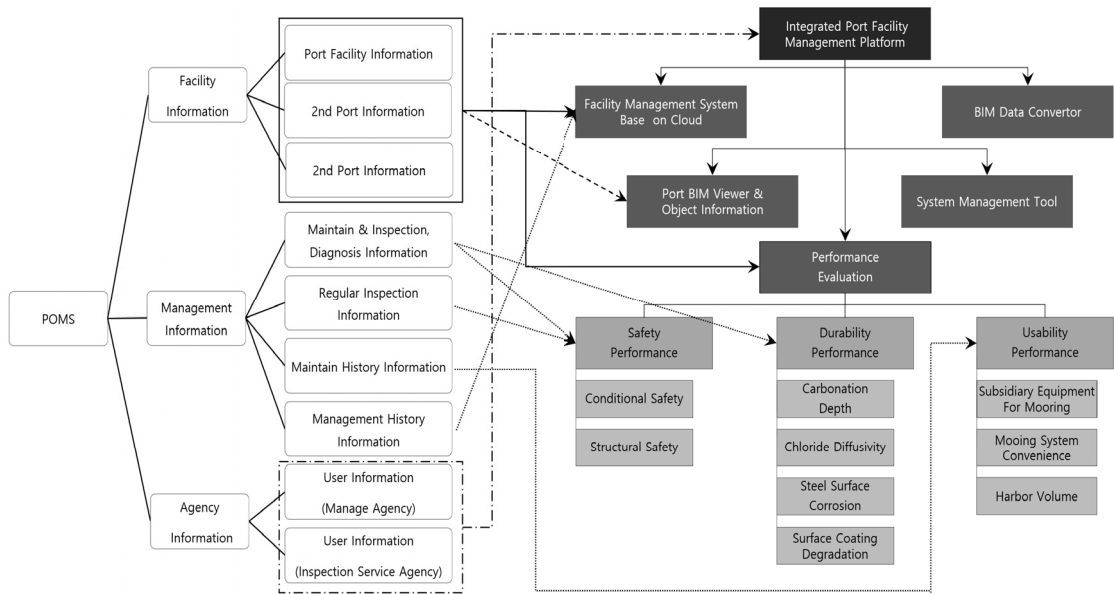 POMS
Facility
Information
Port Facility Information
2nd Port Information
2nd Port Information
Management
Information
Maintain & Inspection,
Diagnosis Information
Regular Inspection
Information
Maintain History Information
Management History
Information
Agency
Information
User Information
(Manage Agency)
User Information
(Inspection Service Agency)
Integrated Port Facility
Management Platform
Facility Management System
Base on Cloud
BIM Data Convertor
Port BIM Viewer &
Object Information
System Management Tool
Performance
Evaluation
Safety
Performance
Conditional Safety
Structural Safety
Durability
Performance
Carbonation
Depth
Chloride Diffusivity
Steel Surface
Corrosion
Surface Coating
Degradation
Usability
Performance
Subsidiary Equipment
For Mooring
Mooing System
Convenience
Harbor Volume